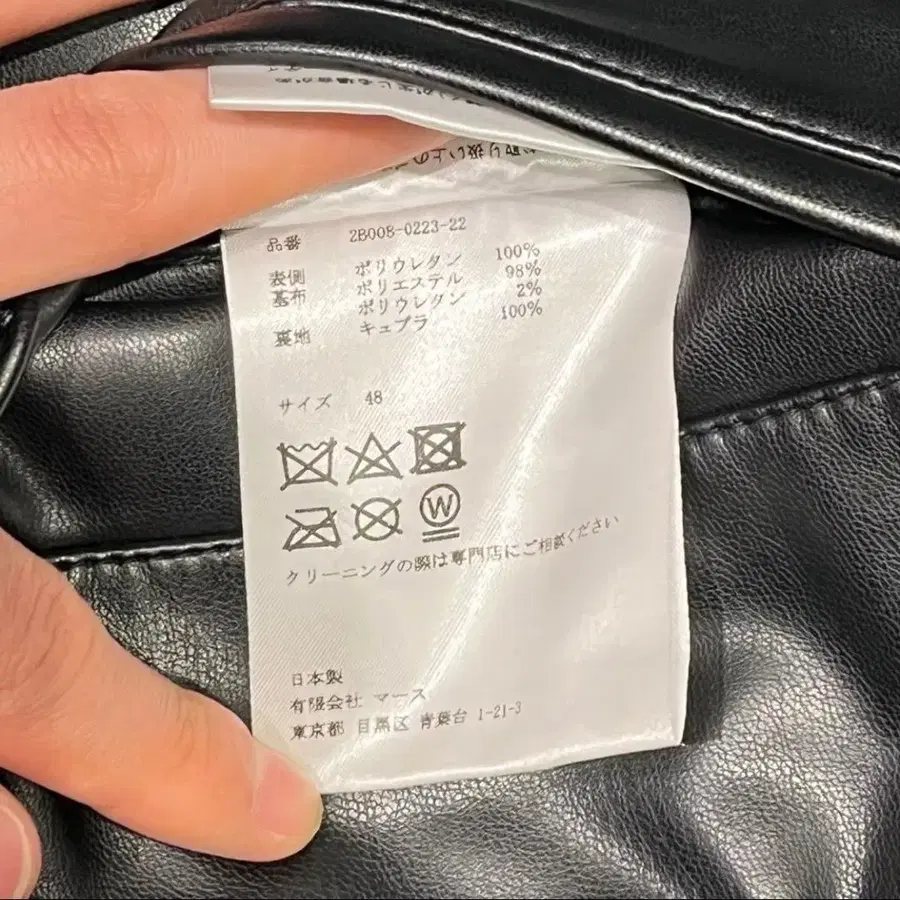 品番 2B008-0223-22
表側 ポリウレタン 100%
基布 ポリエステル 98%
ポリウレタン 2%
裏地 キュプラ 100%
サイズ 48
W
クリーニングの際は専門店にご相談ください
日本製
有限会社 マース
東京都 目黒区 青葉台 1-21-3